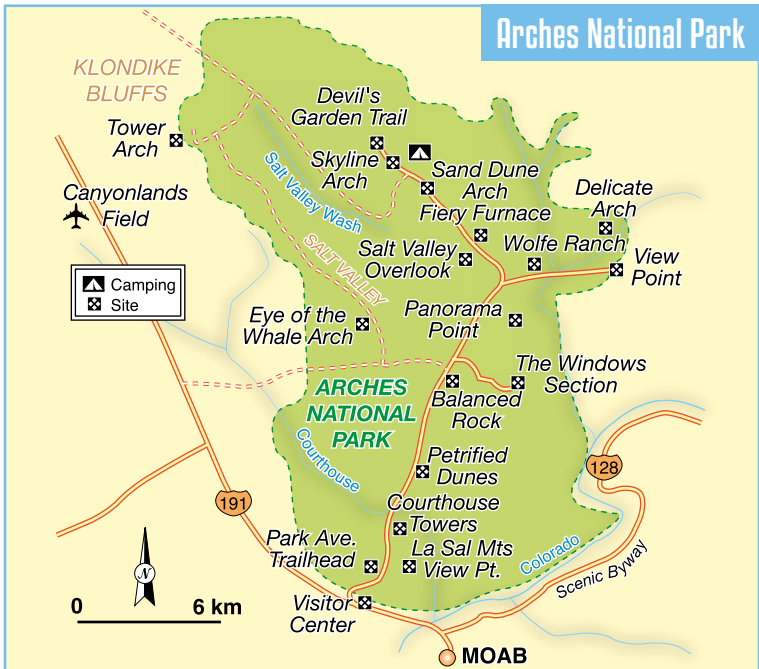 Arches National Park
KLONDIKE
BLUFFS
Devil's
Garden Trail
Tower
Arch
Skyline
Arch
Sand Dune
Arch
Salt Valley Wash
Canyonlands
Field
Delicate
Arch
Fiery Furnace
Wolfe Ranch
SALT VALLEY
Salt Valley
Overlook
View
Point
Camping
Site
Eye of the
Whale Arch
Panorama
Point
The Windows
Section
ARCHES
NATIONAL
PARK
Balanced
Rock
Courthouse
Petrified
Dunes
128
191
Courthouse
Towers
Park Ave.
Trailhead
La Sal Mts
View Pt.
Colorado
Scenic Byway
N
0 6 km
Visitor
Center
MOAB